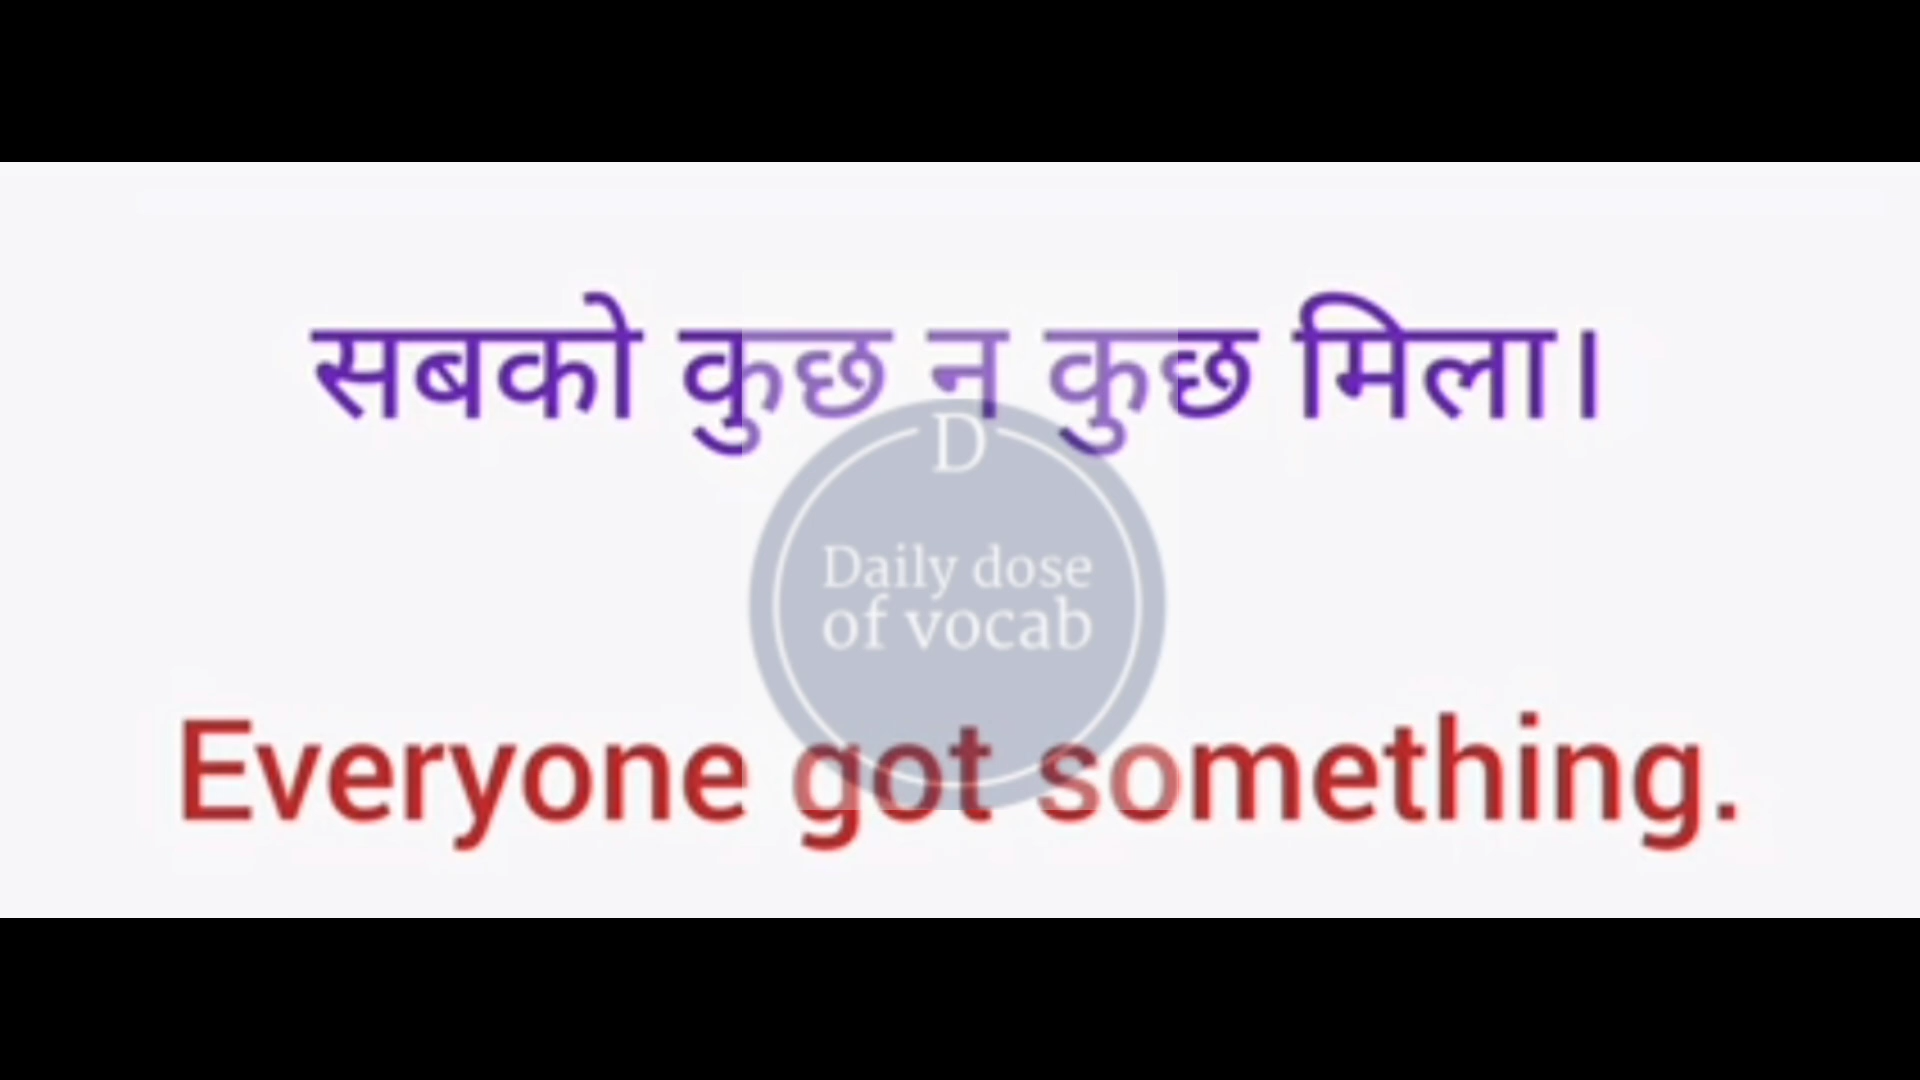 सबको कुछ न कुछ मिला।
D
Daily dose
of vocab
Everyone got something.